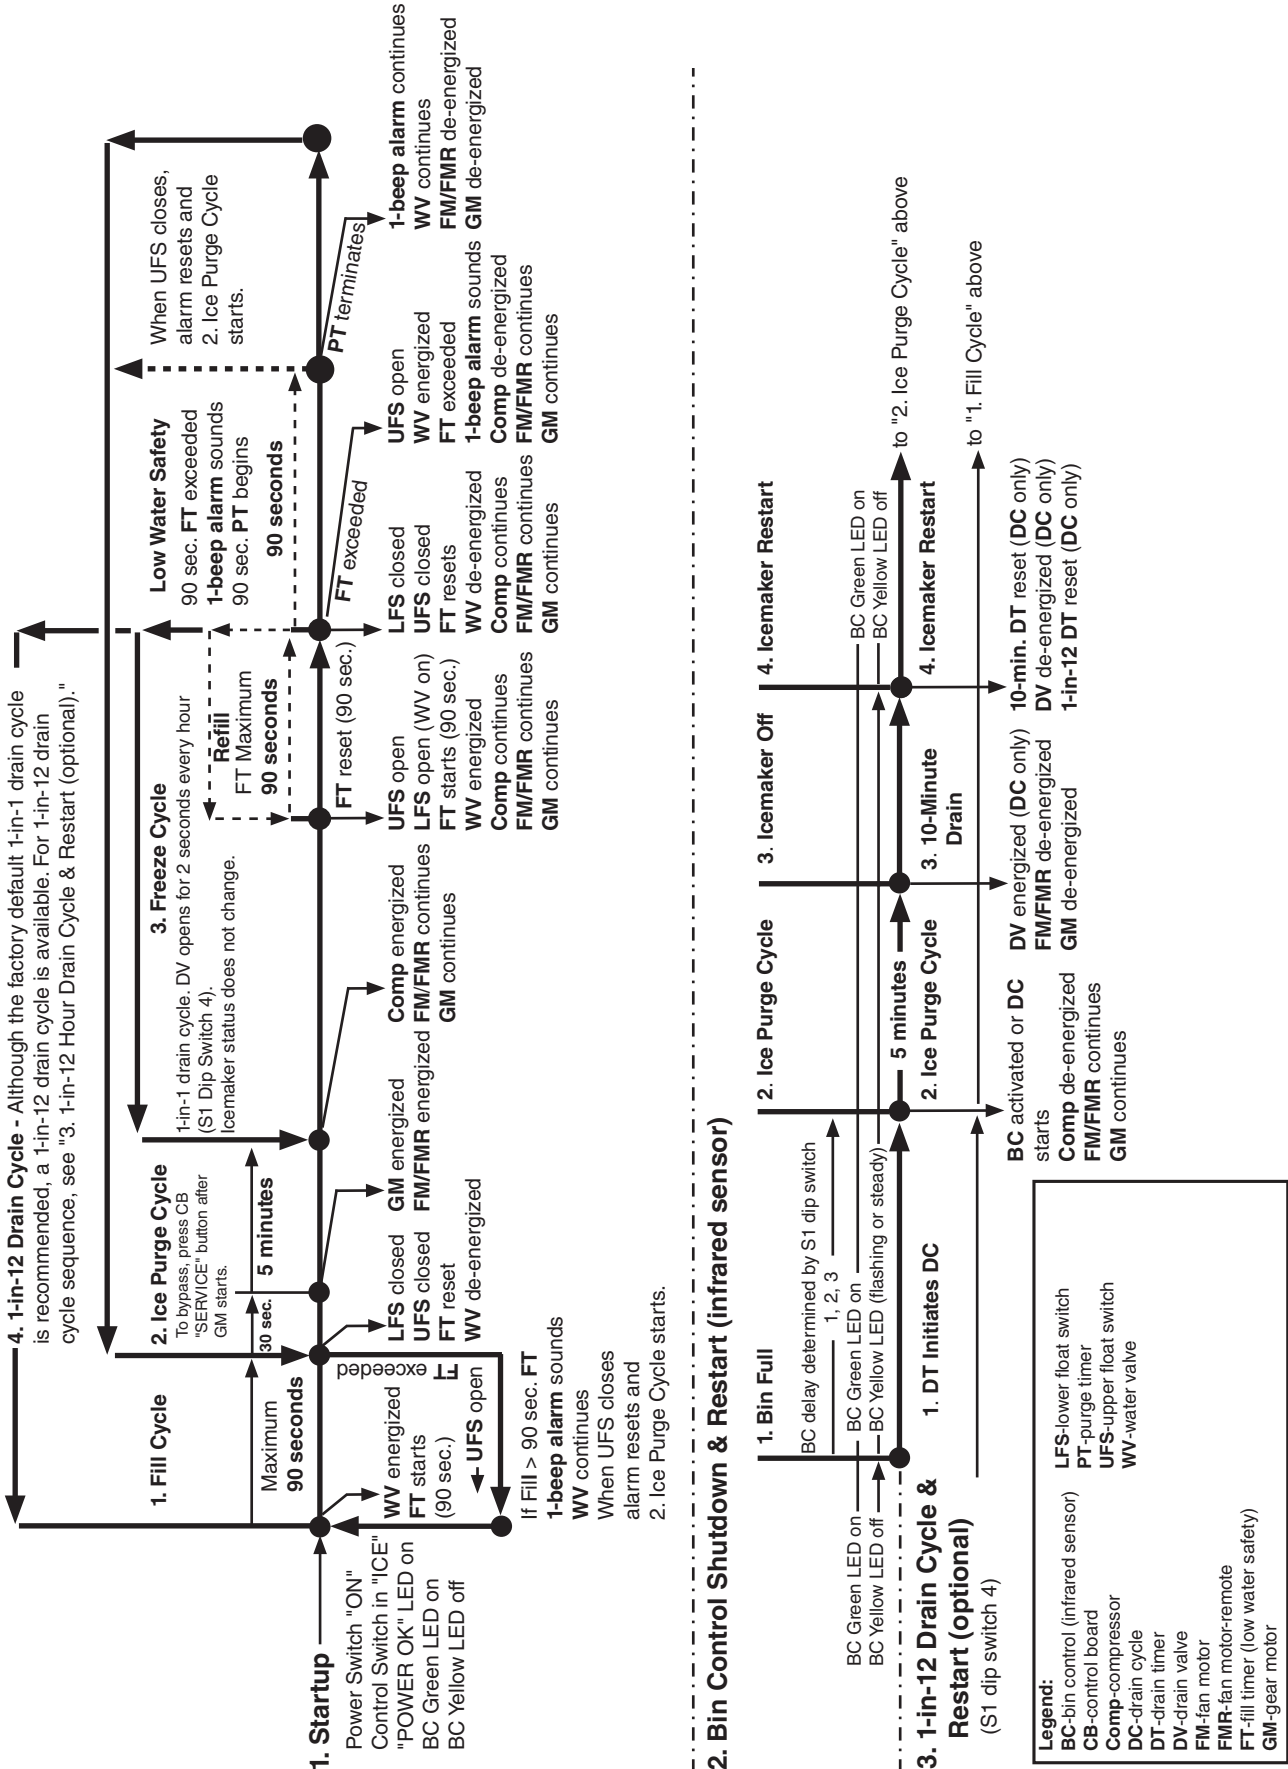 1. Startup
Power Switch "ON"
Control Switch in "ICE"
"POWER OK" LED on
BC Green LED on
BC Yellow LED off
4. 1-in-12 Drain Cycle - Although the factory default 1-in-1 drain cycle
is recommended, a 1-in-12 drain cycle is available. For 1-in-12 drain
cycle sequence, see "3. 1-in-12 Hour Drain Cycle & Restart (optional)."
1. Fill Cycle
Maximum
90 seconds
WV energized
FT starts
(90 sec.)
UFS open
FT exceeded
If Fill > 90 sec. FT
1-beep alarm sounds
WV continues
When UFS closes
alarm resets and
2. Ice Purge Cycle starts.
2. Ice Purge Cycle
To bypass, press CB
"SERVICE" button after
GM starts.
30 sec.
5 minutes
LFS closed
UFS closed
FT reset
WV de-energized
GM energized
FM/FMR energized
3. Freeze Cycle
1-in-1 drain cycle. DV opens for 2 seconds every hour
(S1 Dip Switch 4).
Icemaker status does not change.
Comp energized
FM/FMR continues
GM continues
Refill
FT Maximum
90 seconds
FT reset (90 sec.)
UFS open
LFS open (WV on)
FT starts (90 sec.)
WV energized
Comp continues
FM/FMR continues
GM continues
LFS closed
UFS closed
FT resets
WV de-energized
Comp continues
FM/FMR continues
GM continues
Low Water Safety
90 sec. FT exceeded
1-beep alarm sounds
90 sec. PT begins
90 seconds
FT exceeded
UFS open
WV energized
FT exceeded
1-beep alarm sounds
Comp de-energized
FM/FMR continues
GM continues
When UFS closes,
alarm resets and
2. Ice Purge Cycle
starts.
PT terminates
1-beep alarm continues
WV continues
FM/FMR de-energized
GM de-energized
2. Bin Control Shutdown & Restart (infrared sensor)
1. Bin Full
2. Ice Purge Cycle
3. Icemaker Off
4. Icemaker Restart
BC delay determined by S1 dip switch
1, 2, 3
BC Green LED on
BC Green LED on
BC Green LED on
BC Yellow LED off
BC Yellow LED (flashing or steady)
BC Yellow LED off
5 minutes
to "2. Ice Purge Cycle" above
3. 1-in-12 Drain Cycle &
Restart (optional)
(S1 dip switch 4)
1. DT Initiates DC
2. Ice Purge Cycle
3. 10-Minute
Drain
4. Icemaker Restart
to "1. Fill Cycle" above
BC activated or DC
starts
Comp de-energized
FM/FMR continues
GM continues
DV energized (DC only)
FM/FMR de-energized
GM de-energized
10-min. DT reset (DC only)
DV de-energized (DC only)
1-in-12 DT reset (DC only)
Legend:
BC-bin control (infrared sensor)
CB-control board
Comp-compressor
DC-drain cycle
DT-drain timer
DV-drain valve
FM-fan motor
FMR-fan motor-remote
FT-fill timer (low water safety)
GM-gear motor
LFS-lower float switch
PT-purge timer
UFS-upper float switch
WV-water valve